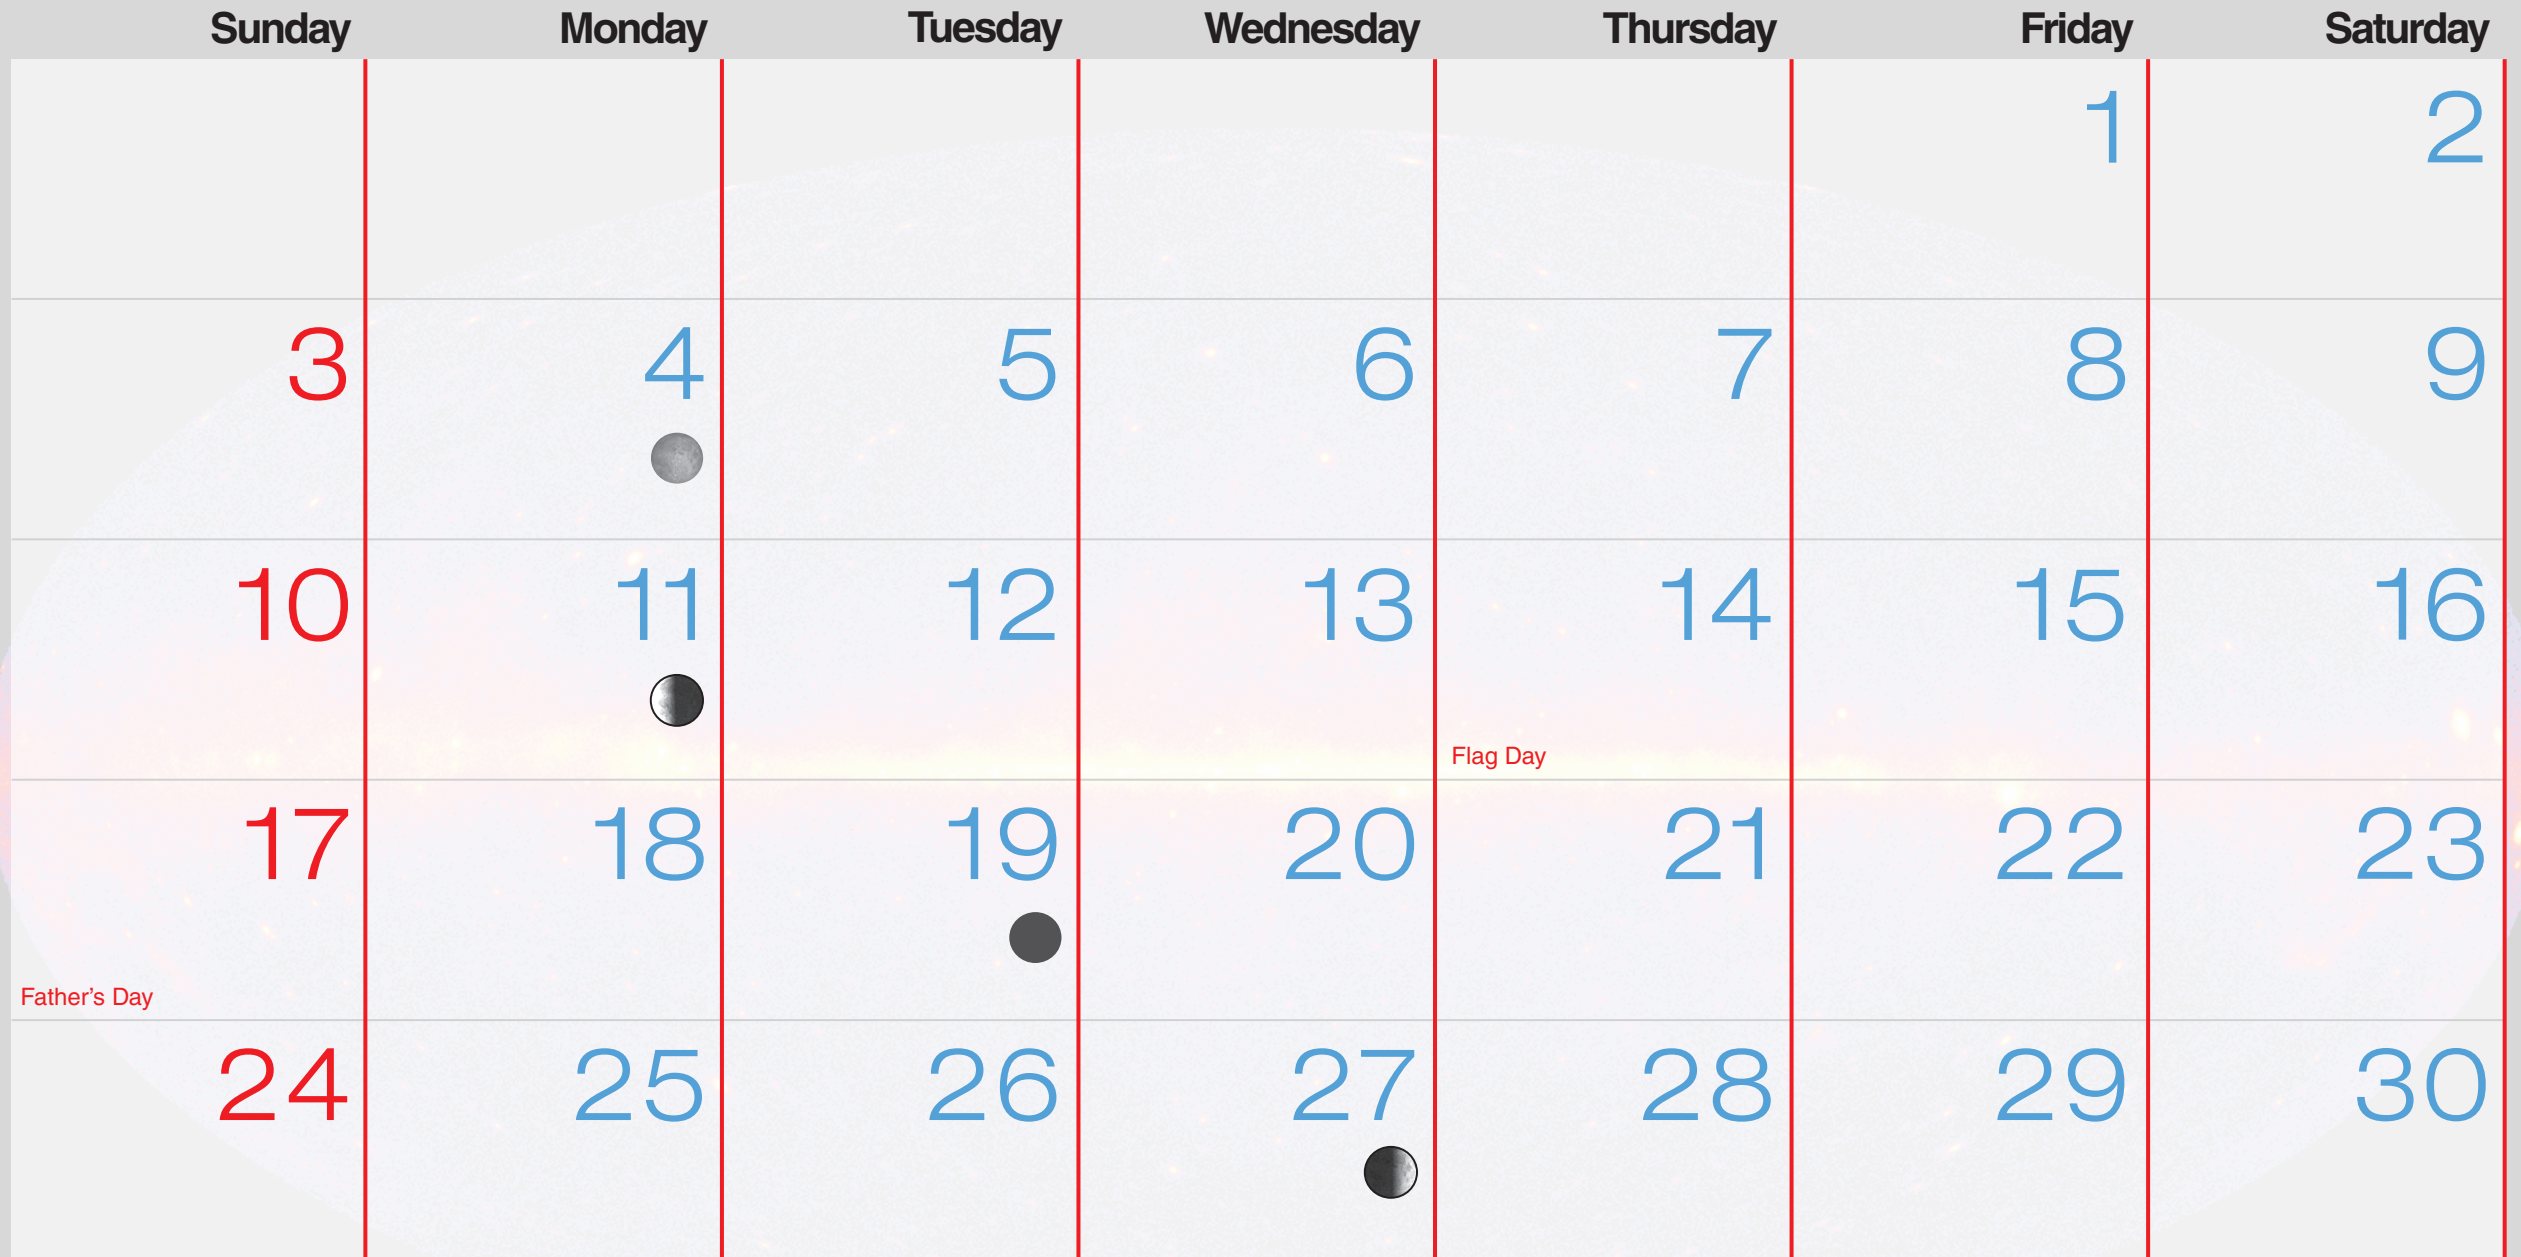 Sunday Monday Tuesday Wednesday Thursday Friday Saturday
1 2
3 4 5 6 7 8 9
10 11 12 13 14 15 16
Flag Day
17 18 19 20 21 22 23
Father’s Day
24 25 26 27 28 29 30